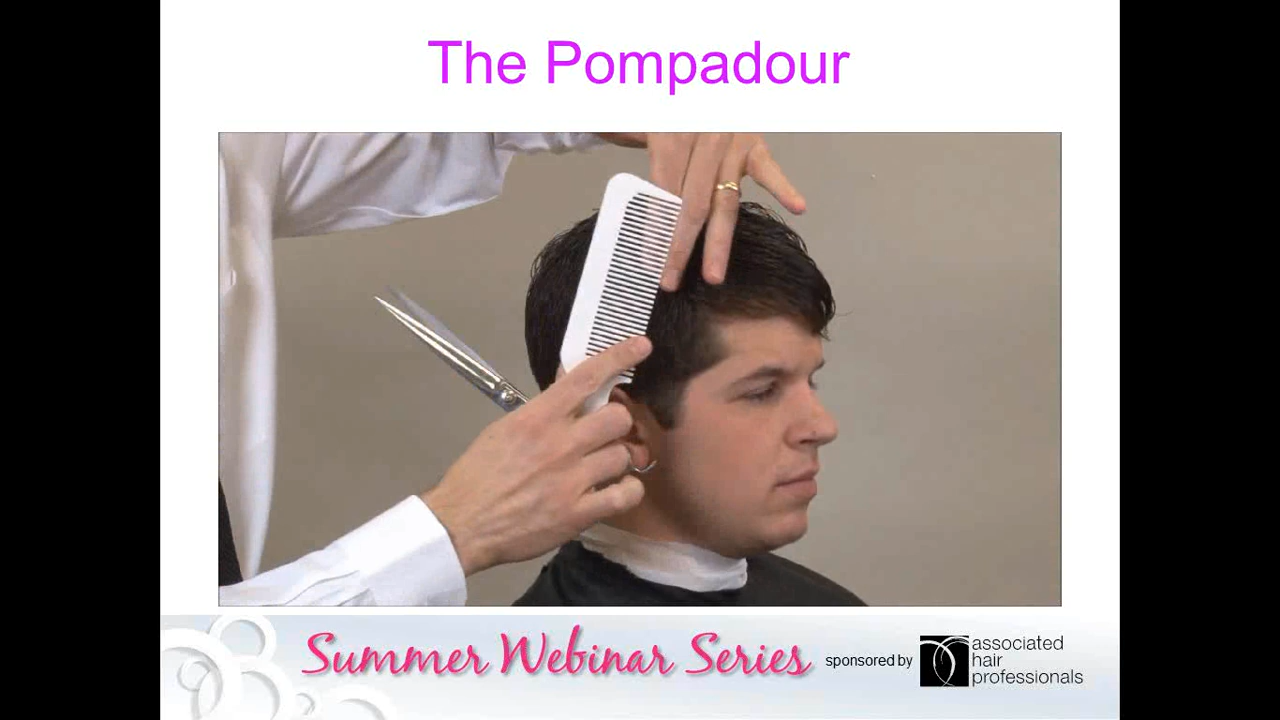 The Pompadour
Summer Webinar Series
sponsored by
associated
hair
professionals